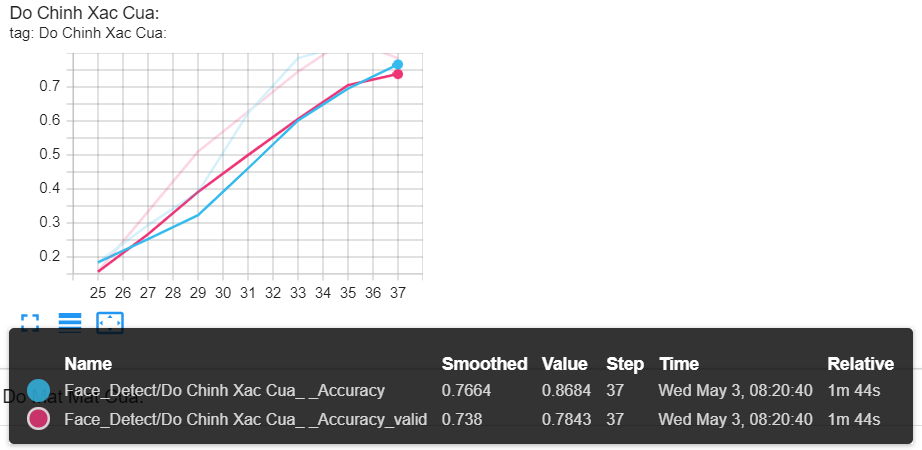 Do Chinh Xac Cua:
tag: Do Chinh Xac Cua:
0.7
0.6
0.5
0.4
0.3
0.2
25 26 27 28 29 30 31 32 33 34 35 36 37
Name Smoothed Value Step Time Relative
Face_Detect/Do Chinh Xac Cua_ _Accuracy 0.7664 0.8684 37 Wed May 3, 08:20:40 1m 44s
Do Mat Mat Cua:
Face_Detect/Do Chinh Xac Cua_ _Accuracy_valid 0.738 0.7843 37 Wed May 3, 08:20:40 1m 44s